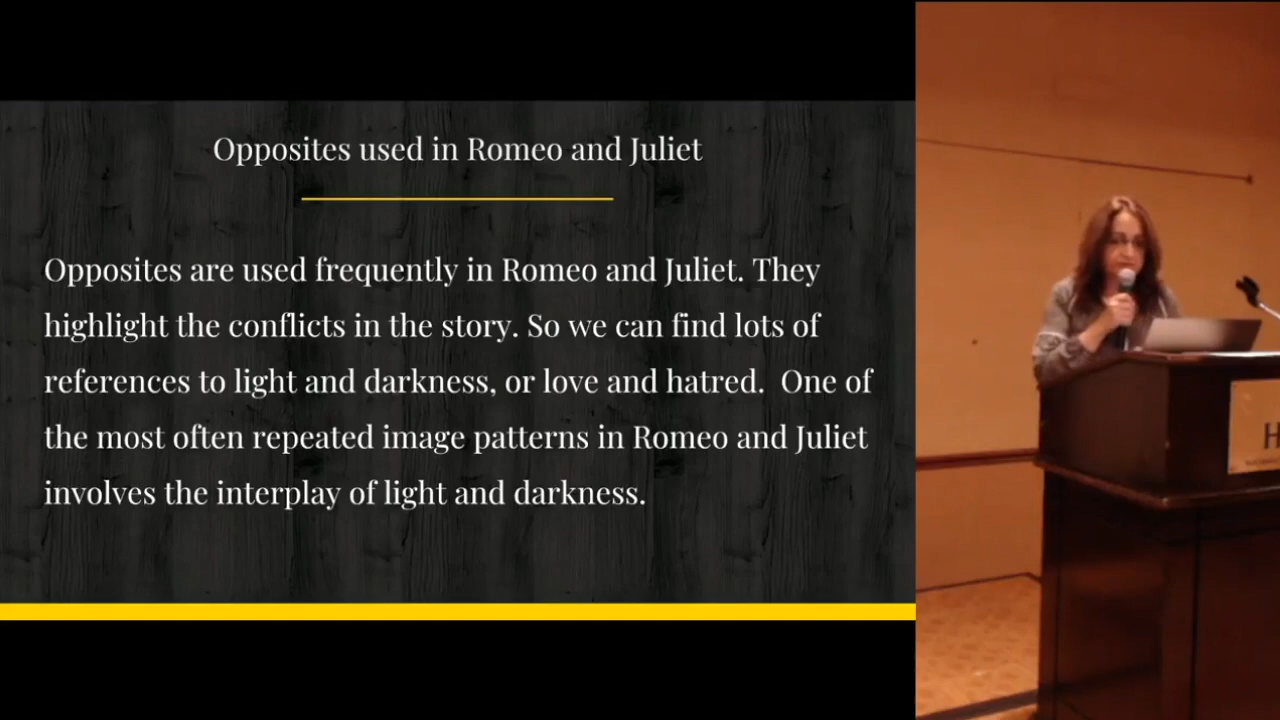 Opposites used in Romeo and Juliet
Opposites are used frequently in Romeo and Juliet. They
highlight the conflicts in the story. So we can find lots of
references to light and darkness, or love and hatred.  One of
the most often repeated image patterns in Romeo and Juliet
involves the interplay of light and darkness.
H